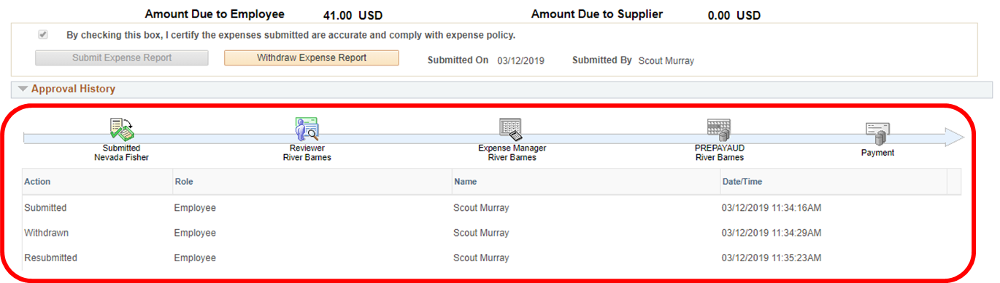 Amount Due to Employee 41.00 USD Amount Due to Supplier 0.00 USD
By checking this box, I certify the expenses submitted are accurate and comply with expense policy.
Submit Expense Report Withdraw Expense Report Submitted On 03/12/2019 Submitted By Scout Murray
Approval History
Submitted Reviewer Expense Manager PREPAYAUD Payment
Nevada Fisher River Barnes River Barnes River Barnes
Action Role Name Date/Time
Submitted Employee Scout Murray 03/12/2019 11:34:16AM
Withdrawn Employee Scout Murray 03/12/2019 11:34:29AM
Resubmitted Employee Scout Murray 03/12/2019 11:35:23AM